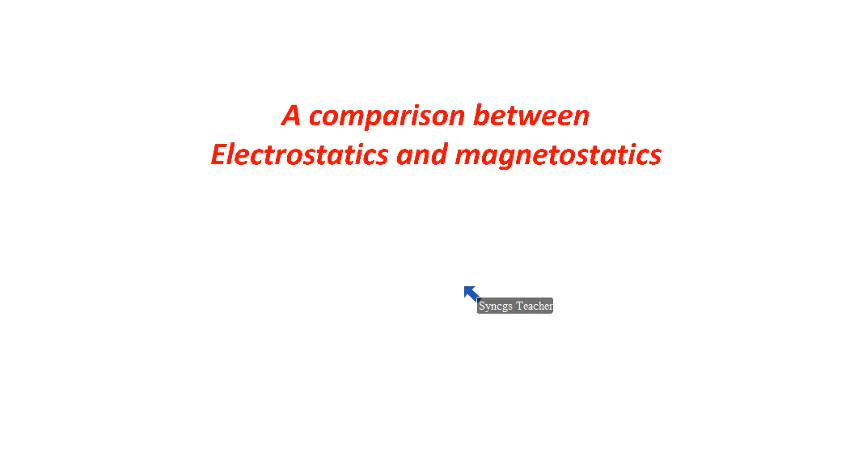 A comparison between
Electrostatics and magnetostatics
Syncgs Teacher